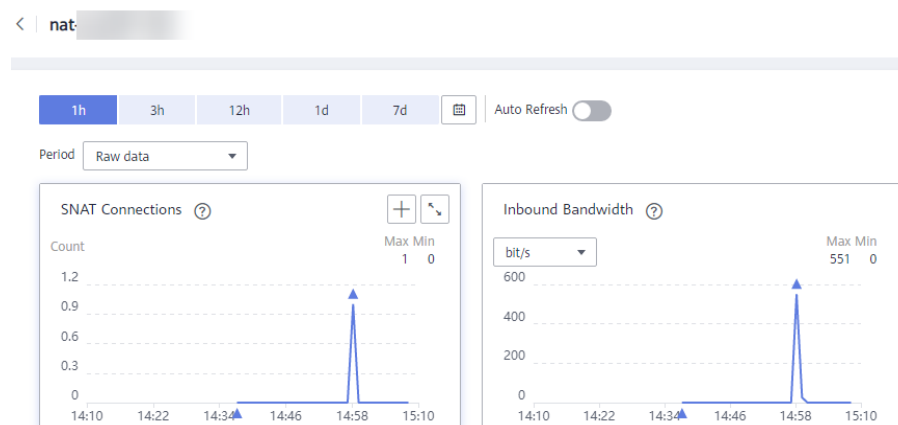 nat-
1h 3h 12h 1d 7d Auto Refresh
Period Raw data
SNAT Connections ?
Count Max Min
1 0
1.2
0.9
0.6
0.3
0
14:10 14:22 14:34 14:46 14:58 15:10
Inbound Bandwidth ?
bit/s Max Min
551 0
600
400
200
0
14:10 14:22 14:34 14:46 14:58 15:10